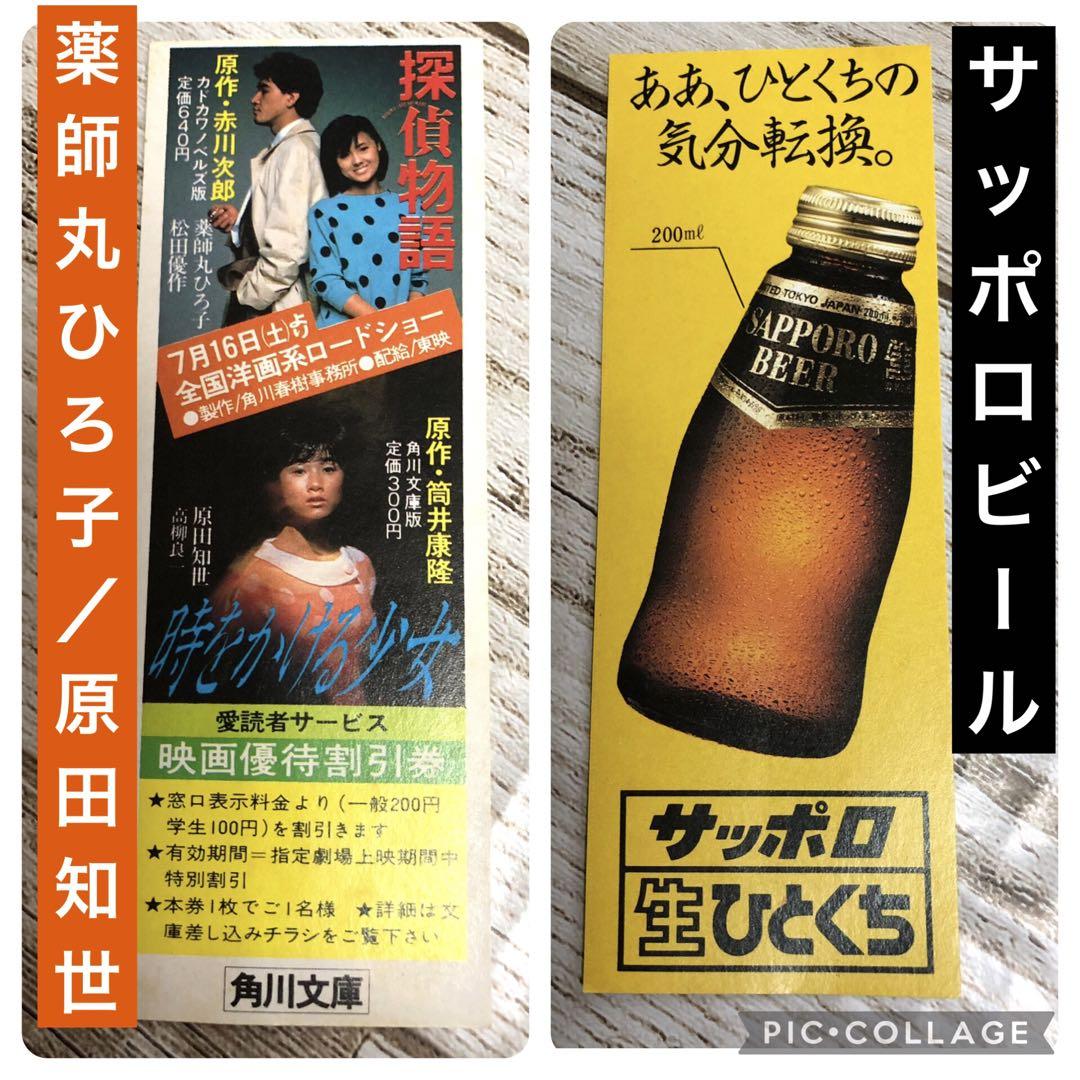 薬師丸ひろ子/原田知世
探偵物語
原作・赤川次郎
カドカワノベルズ版
定価640円
薬師丸ひろ子
松田優作
7月16日(土)より
全国洋画系ロードショー
●製作/角川春樹事務所●配給/東映
原作・筒井康隆
角川文庫版
定価300円
原田知世
高柳良一
時をかける少女
愛読者サービス
映画優待割引券
★窓口表示料金より(一般200円
学生100円)を割引きます
★有効期間=指定劇場上映期間中
特別割引
★本券1枚でご1名様 ★詳細は文
庫差し込みチラシをご覧下さい
角川文庫
サッポロビール
ああ、ひとくちの
気分転換。
200ml
TOKYO JAPAN
SAPPORO
BEER
サッポロ
生ひとくち
PIC•COLLAGE